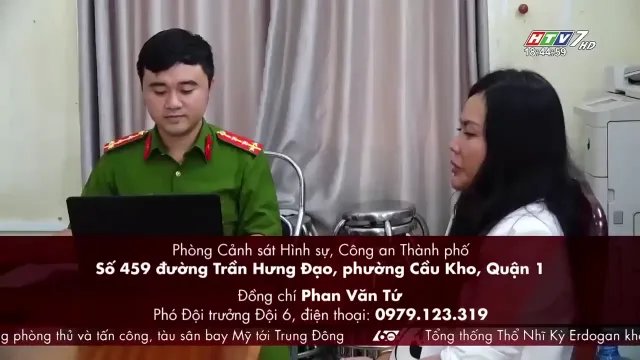 HTV7 HD
18:44:59
Phòng Cảnh sát Hình sự, Công an Thành phố
Số 459 đường Trần Hưng Đạo, phường Cầu Kho, Quận 1
Đồng chí Phan Văn Tứ
Phó Đội trưởng Đội 6, điện thoại: 0979.123.319
g phòng thủ và tấn công, tàu sân bay Mỹ tới Trung Đông 60 Tổng thống Thổ Nhĩ Kỳ Erdogan kh